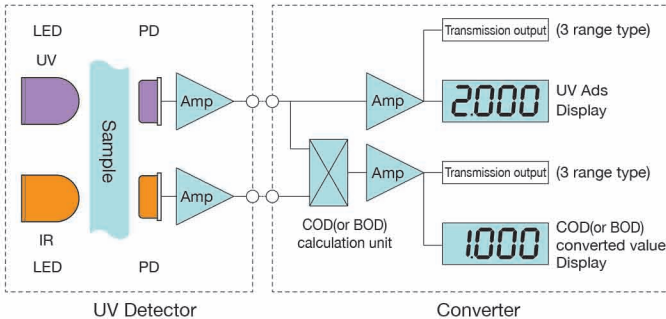 LED
UV
PD
Sample
Amp
Amp
IR
LED
PD
UV Detector
Amp
Transmission output
(3 range type)
2.000
UV Ads
Display
COD(or BOD)
calculation unit
Amp
Transmission output
(3 range type)
1.000
COD(or BOD)
converted value
Display
Converter